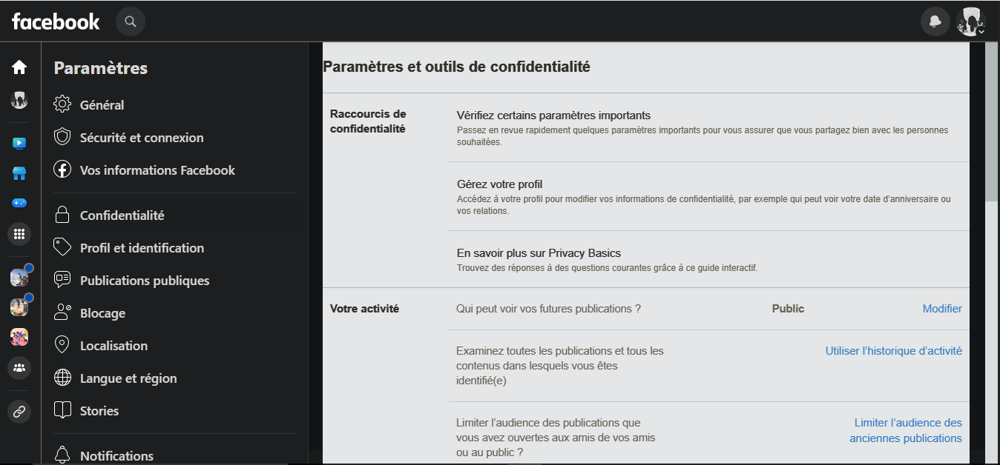 facebook
Paramètres
Général
Sécurité et connexion
Vos informations Facebook
Confidentialité
Profil et identification
Publications publiques
Blocage
Localisation
Langue et région
Stories
Notifications
Paramètres et outils de confidentialité
Raccourcis de
confidentialité
Vérifiez certains paramètres importants
Passez en revue rapidement quelques paramètres importants pour vous assurer que vous partagez bien avec les personnes
souhaitées.
Gérez votre profil
Accédez à votre profil pour modifier vos informations de confidentialité, par exemple qui peut voir votre date d’anniversaire ou
vos relations.
En savoir plus sur Privacy Basics
Trouvez des réponses à des questions courantes grâce à ce guide interactif.
Votre activité
Qui peut voir vos futures publications ?
Public
Modifier
Examinez toutes les publications et tous les
contenus dans lesquels vous êtes
identifié(e)
Utiliser l’historique d’activité
Limiter l’audience des publications que
vous avez ouvertes aux amis de vos amis
ou au public ?
Limiter l’audience des
anciennes publications